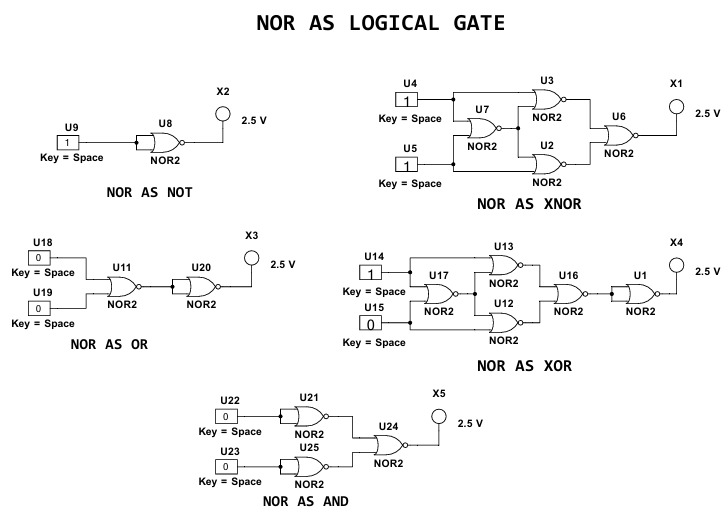 NOR AS LOGICAL GATE
U9
1
Key = Space
U8
NOR2
X2
2.5 V
NOR AS NOT
U4
1
Key = Space
U5
1
Key = Space
U7
NOR2
U3
NOR2
U2
NOR2
U6
NOR2
X1
2.5 V
NOR AS XNOR
U18
0
Key = Space
U19
0
Key = Space
U11
NOR2
U20
NOR2
X3
2.5 V
NOR AS OR
U14
1
Key = Space
U15
0
Key = Space
U17
NOR2
U13
NOR2
U12
NOR2
U16
NOR2
U1
NOR2
X4
2.5 V
NOR AS XOR
U22
0
Key = Space
U23
0
Key = Space
U21
NOR2
U25
NOR2
U24
NOR2
X5
2.5 V
NOR AS AND